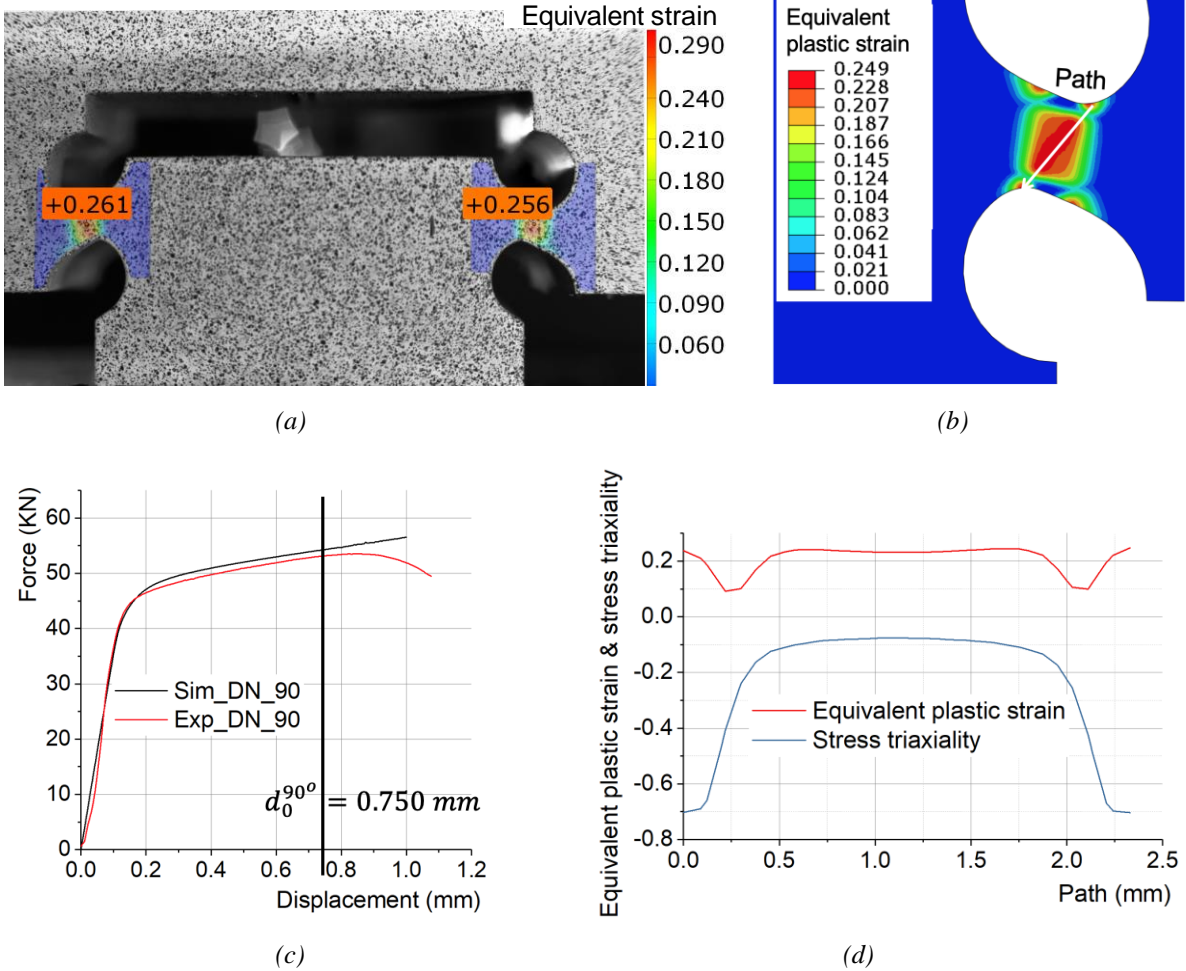 Equivalent strain
0.290
0.240
0.210
0.180
0.150
0.120
0.090
0.060
+0.261
+0.256
(a)
Equivalent
plastic strain
0.249
0.228
0.207
0.186
0.166
0.145
0.124
0.104
0.083
0.062
0.041
0.021
0.000
Path
(b)
Force (KN)
60
50
40
30
20
10
0
Sim_DN_90
Exp_DN_90
d₀⁹⁰° = 0.750 mm
0.0 0.2 0.4 0.6 0.8 1.0 1.2
Displacement (mm)
(c)
Equivalent plastic strain & stress triaxiality
0.2
0.0
-0.2
-0.4
-0.6
-0.8
Equivalent plastic strain
Stress triaxiality
0.0 0.5 1.0 1.5 2.0 2.5
Path (mm)
(d)